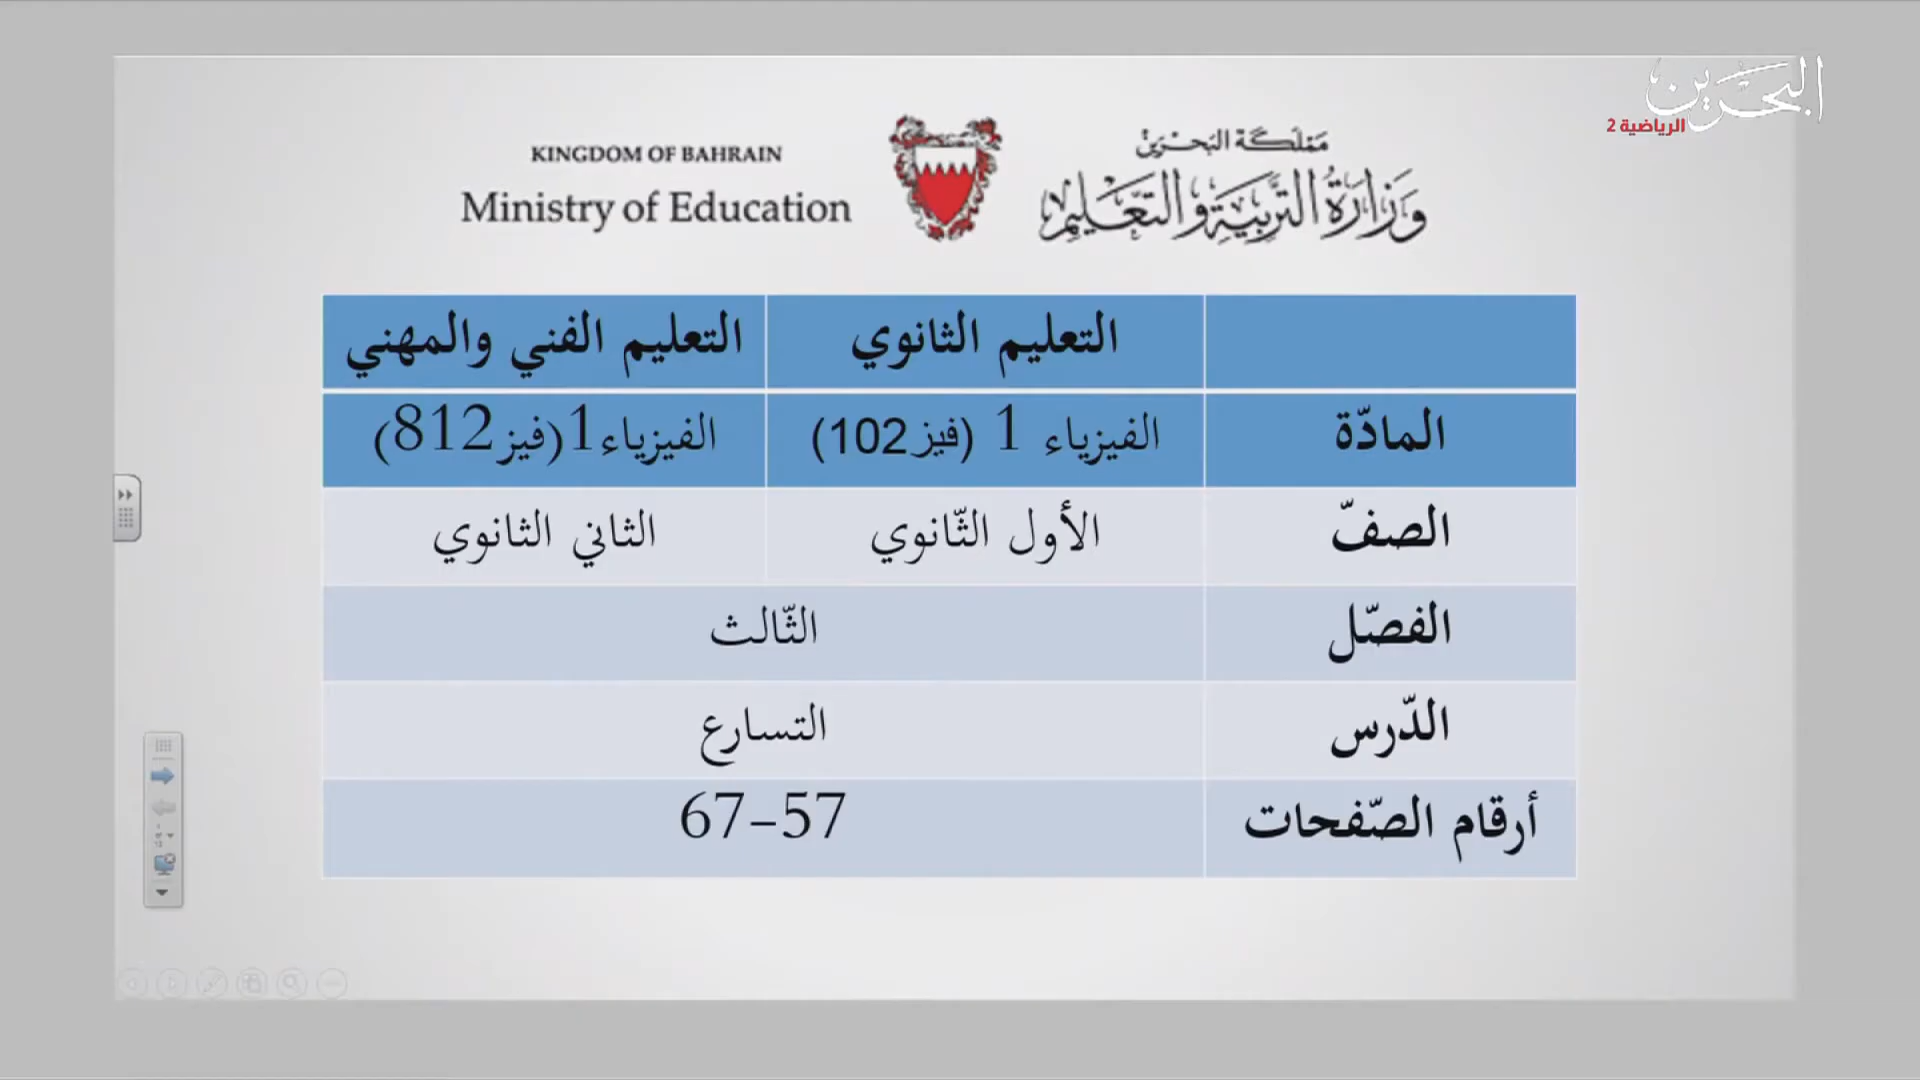 البحرين
الرياضية 2
KINGDOM OF BAHRAIN
Ministry of Education
مملكة البحرين
وزارة التربية والتعليم
التعليم الثانوي التعليم الفني والمهني
المادّة الفيزياء 1 (فيز102) الفيزياء1(فيز812)
الصفّ الأول الثّانوي الثاني الثانوي
الفصّل الثّالث
الدّرس التسارع
أرقام الصّفحات 57-67